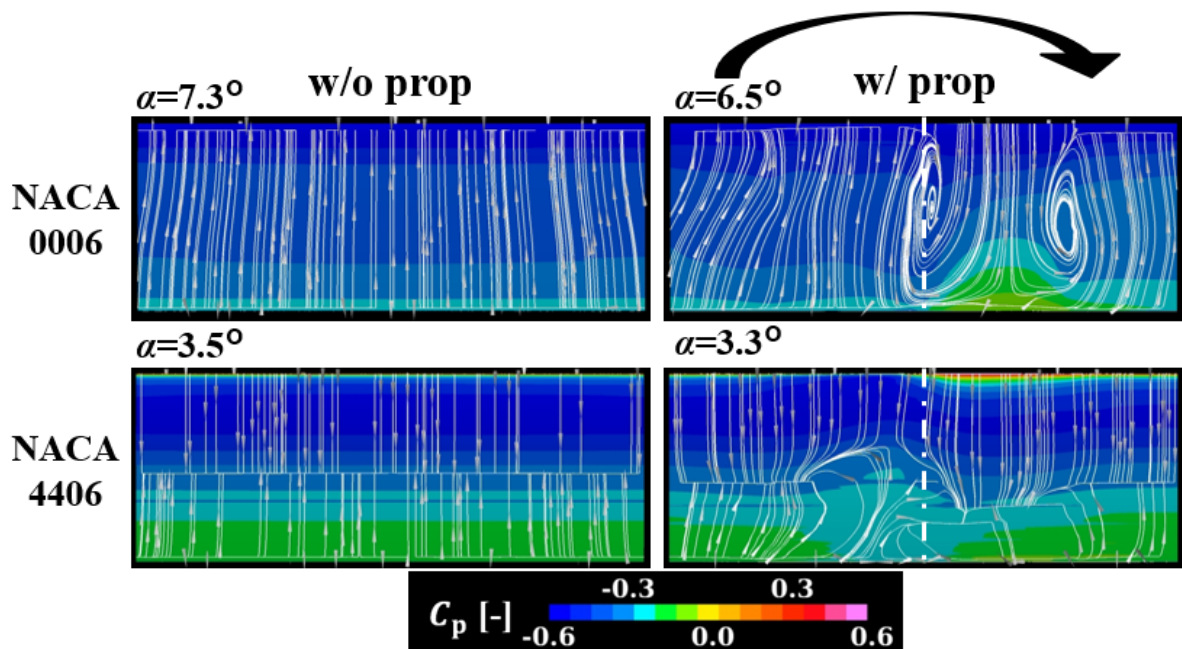 w/o prop
w/ prop
α=7.3°
α=6.5°
NACA
0006
α=3.5°
α=3.3°
NACA
4406
Cp [-]
-0.3
0.3
-0.6
0.0
0.6